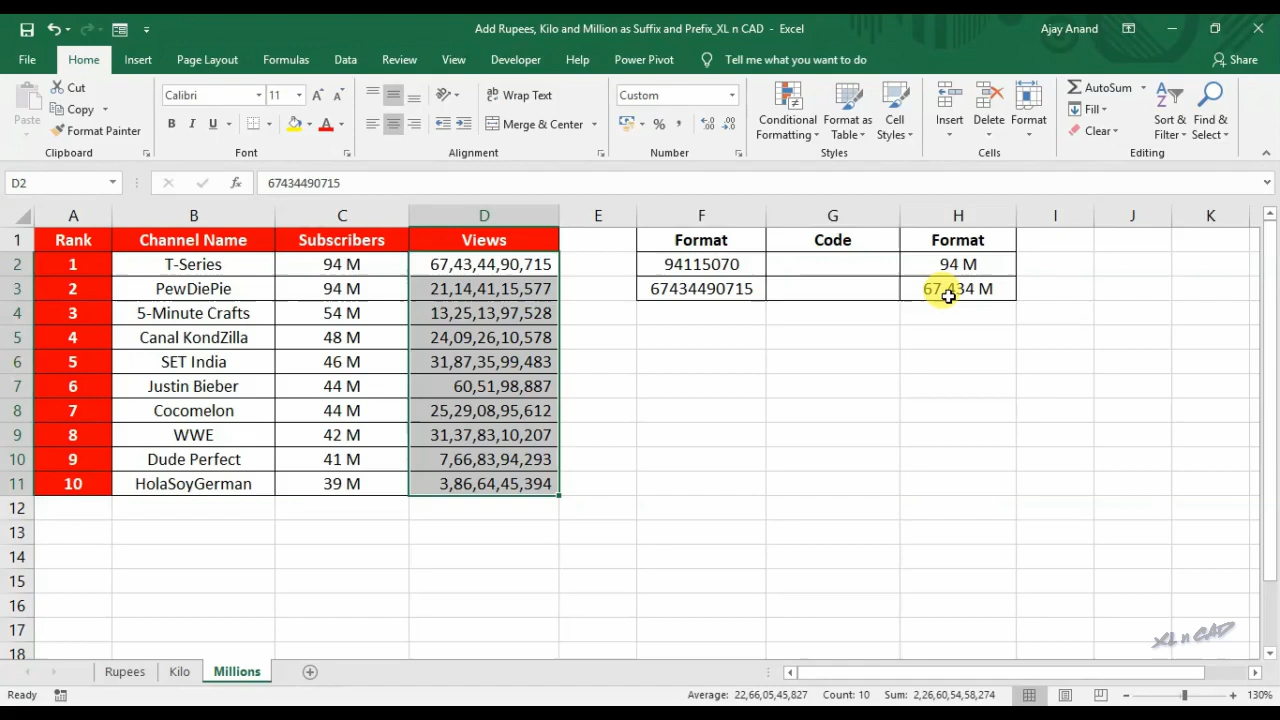 Add Rupees, Kilo and Million as Suffix and Prefix_XL n CAD - Excel
Ajay Anand
File Home Insert Page Layout Formulas Data Review View Developer Help Power Pivot Tell me what you want to do Share
Cut
Copy
Format Painter
Paste
Calibri 11
B I U
Wrap Text
Merge & Center
Custom
Conditional Formatting
Format as Table
Cell Styles
Insert Delete Format
AutoSum
Fill
Clear
Sort & Filter
Find & Select
Clipboard Font Alignment Number Styles Cells Editing
D2 fx 67434490715
A B C D E F G H I J K
1 Rank Channel Name Subscribers Views Format Code Format
2 1 T-Series 94 M 67,43,44,90,715 94115070 94 M
3 2 PewDiePie 94 M 21,14,41,15,577 67434490715 67,434 M
4 3 5-Minute Crafts 54 M 13,25,13,97,528
5 4 Canal KondZilla 48 M 24,09,26,10,578
6 5 SET India 46 M 31,87,35,99,483
7 6 Justin Bieber 44 M 60,51,98,887
8 7 Cocomelon 44 M 25,29,08,95,612
9 8 WWE 42 M 31,37,83,10,207
10 9 Dude Perfect 41 M 7,66,83,94,293
11 10 HolaSoyGerman 39 M 3,86,64,45,394
12
13
14
15
16
17
18
XL n CAD
Rupees Kilo Millions
Ready Average: 22,66,05,45,827 Count: 10 Sum: 2,26,60,54,58,274 130%